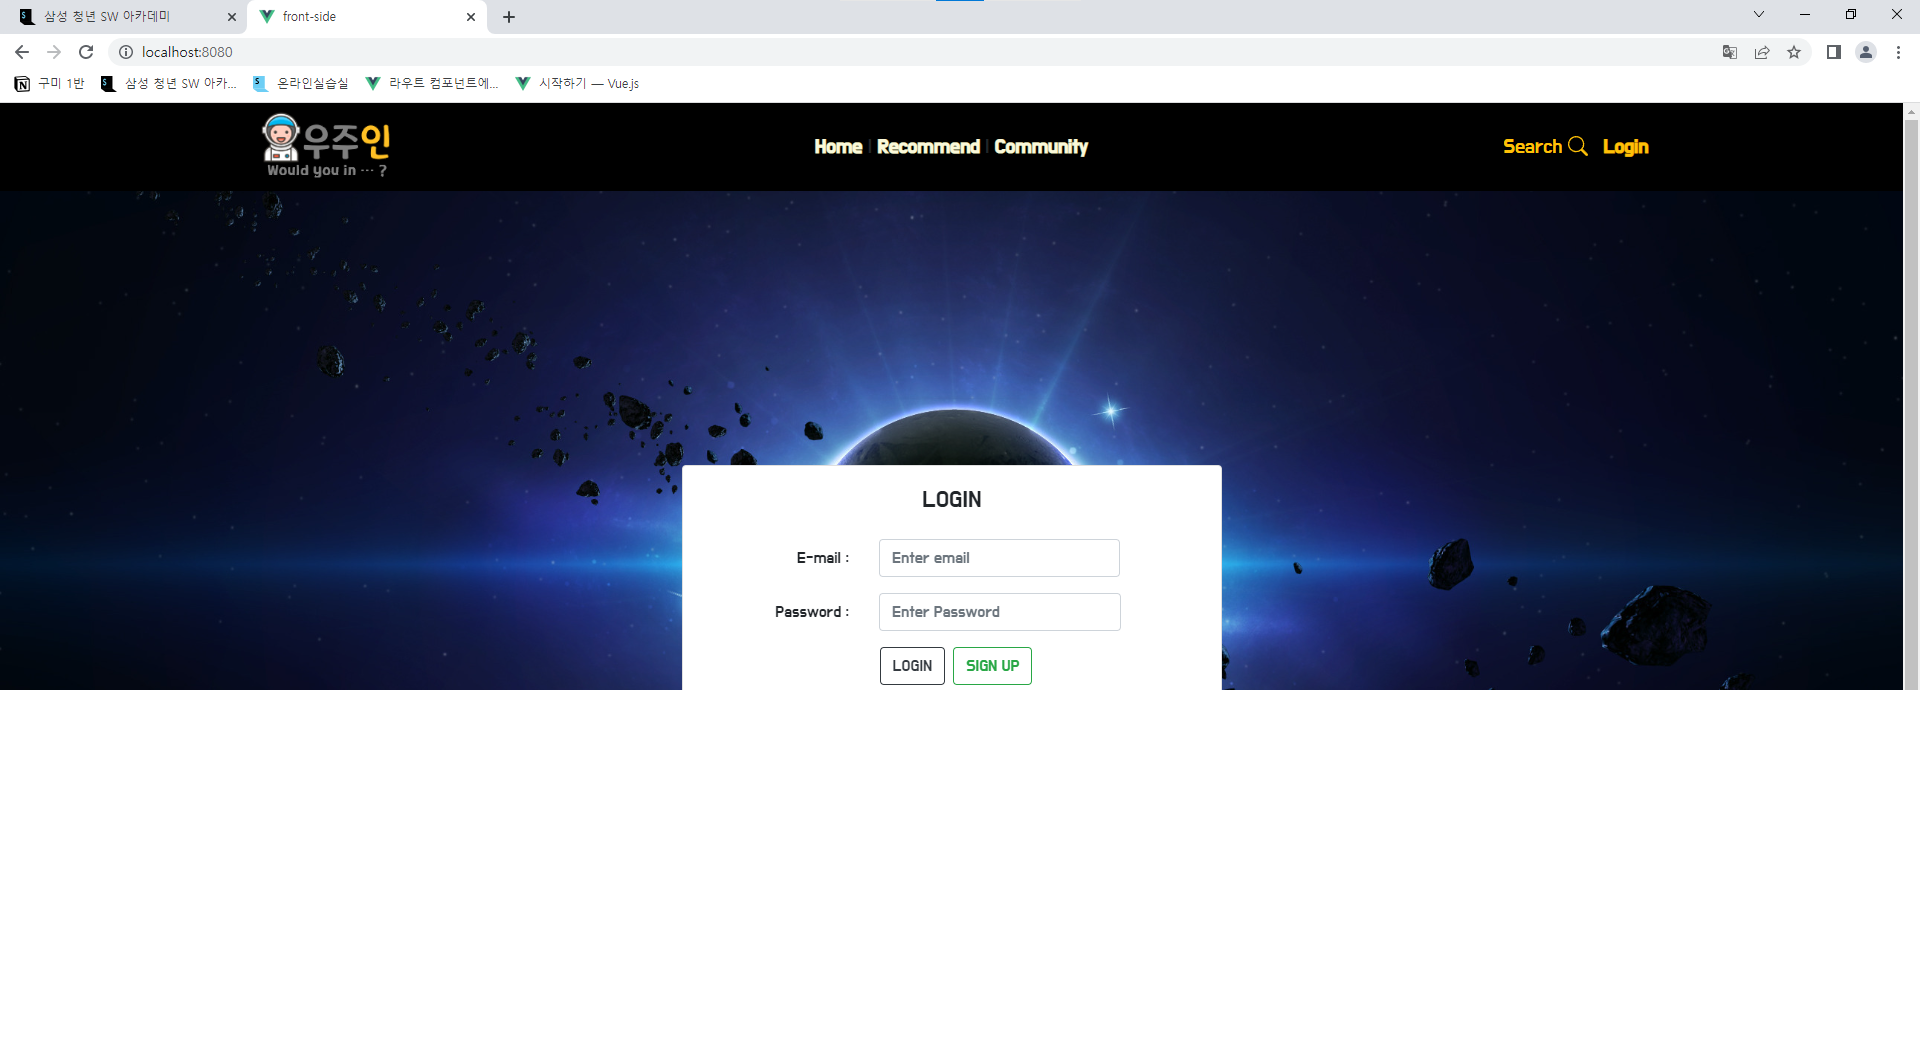 삼성 청년 SW 아카데미
front-side
localhost:8080
구미 1반
삼성 청년 SW 아카...
온라인실습실
라우트 컴포넌트에...
시작하기 — Vue.js
우주인
Would you in ··· ?
Home | Recommend | Community
Search Login
LOGIN
E-mail : Enter email
Password : Enter Password
LOGIN SIGN UP